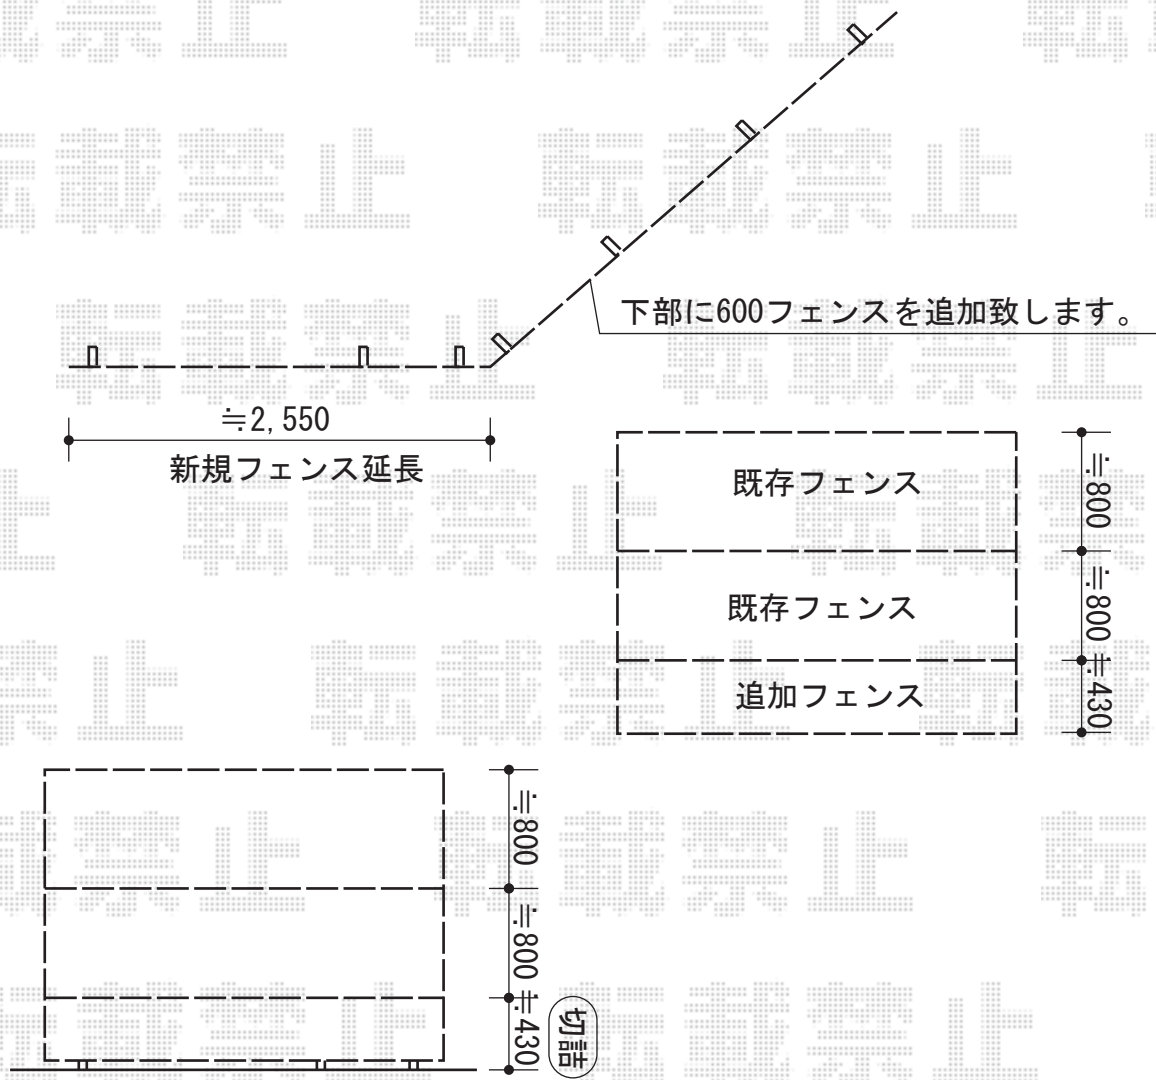 下部に600フェンスを追加致します。
≒2,550
新規フェンス延長
既存フェンス
≒800
既存フェンス
≒800
追加フェンス
≒430
≒800
≒800
≒430
切詰
転載禁止